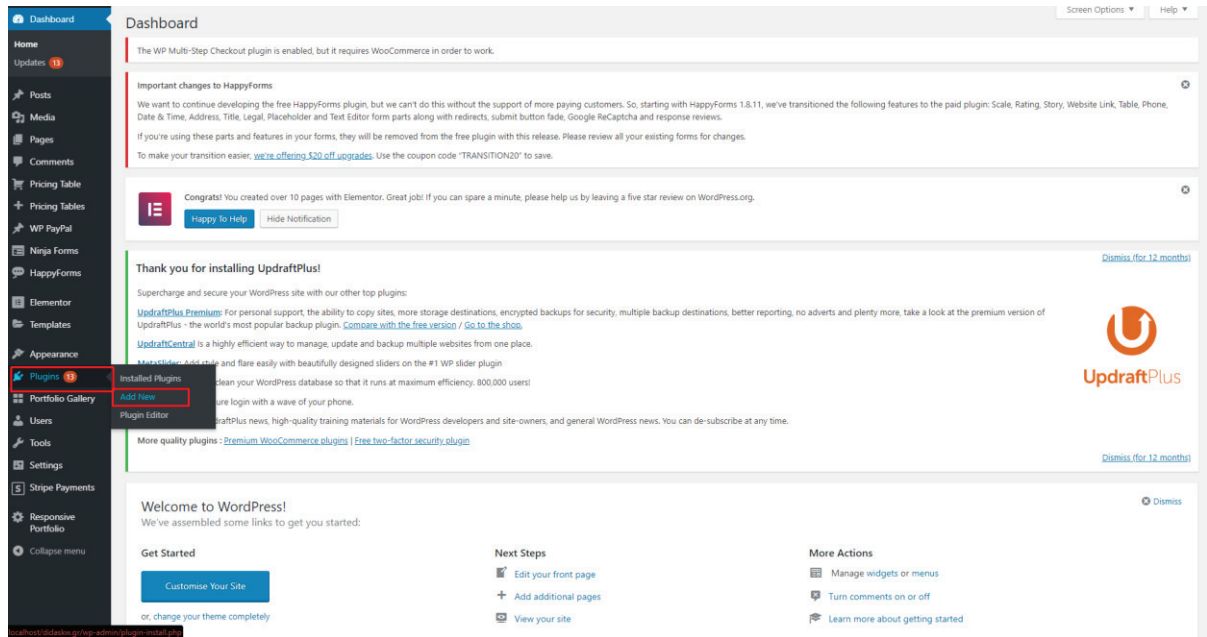 Screen Options ▼
Help ▼
Dashboard
Home
Updates 13
Posts
Media
Pages
Comments
Pricing Table
Pricing Tables
WP PayPal
Ninja Forms
HappyForms
Elementor
Templates
Appearance
Plugins 13
Portfolio Gallery
Users
Tools
Settings
Stripe Payments
Responsive
Portfolio
Collapse menu
Installed Plugins
Add New
Plugin Editor
Dashboard
The WP Multi-Step Checkout plugin is enabled, but it requires WooCommerce in order to work.
Important changes to HappyForms
We want to continue developing the free HappyForms plugin, but we can't do this without the support of more paying customers. So, starting with HappyForms 1.8.11, we've transitioned the following features to the paid plugin: Scale, Rating, Story, Website Link, Table, Phone,
Date & Time, Address, Title, Legal, Placeholder and Text Editor form parts along with redirects, submit button fade, Google ReCaptcha and response reviews.
If you're using these parts and features in your forms, they will be removed from the free plugin with this release. Please review all your existing forms for changes.
To make your transition easier, we're offering $20 off upgrades. Use the coupon code "TRANSITION20" to save.
Congrats! You created over 10 pages with Elementor. Great job! If you can spare a minute, please help us by leaving a five star review on WordPress.org.
Happy To Help
Hide Notification
Dismiss (for 12 months)
Thank you for installing UpdraftPlus!
Supercharge and secure your WordPress site with our other top plugins:
UpdraftPlus Premium: For personal support, the ability to copy sites, more storage destinations, encrypted backups for security, multiple backup destinations, better reporting, no adverts and plenty more, take a look at the premium version of
UpdraftPlus - the world's most popular backup plugin. Compare with the free version / Go to the shop.
UpdraftCentral is a highly efficient way to manage, update and backup multiple websites from one place.
MetaSlider: Add style and flare easily with beautifully designed sliders on the #1 WP slider plugin
clean your WordPress database so that it runs at maximum efficiency. 800,000 users!
ure login with a wave of your phone.
draftPlus news, high-quality training materials for WordPress developers and site-owners, and general WordPress news. You can de-subscribe at any time.
More quality plugins : Premium WooCommerce plugins | Free two-factor security plugin
UpdraftPlus
Dismiss (for 12 months)
Welcome to WordPress!
We've assembled some links to get you started:
Dismiss
Get Started
Customise Your Site
or, change your theme completely
Next Steps
Edit your front page
Add additional pages
View your site
More Actions
Manage widgets or menus
Turn comments on or off
Learn more about getting started
localhost/didaskw.gr/wp-admin/plugin-install.php